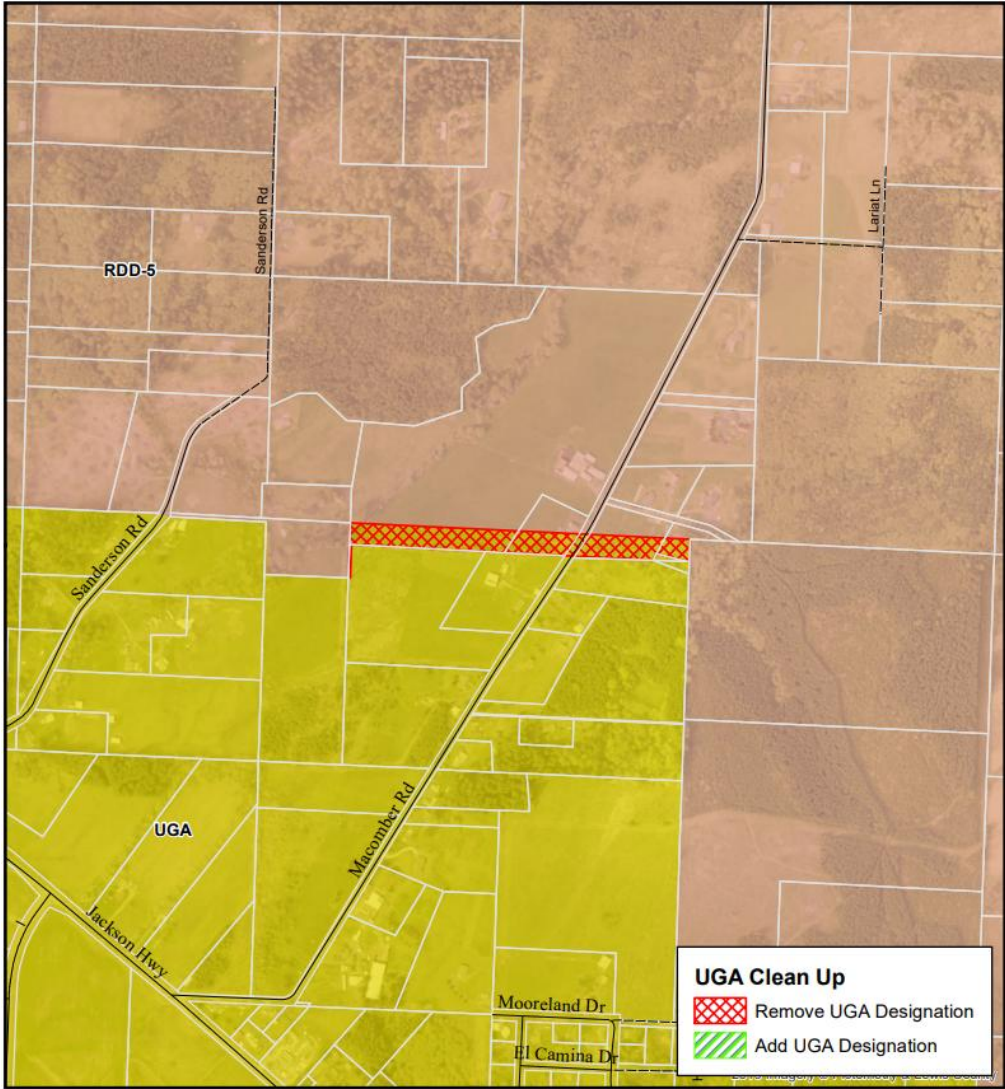 Sanderson Rd
Lariat Ln
RDD-5
Sanderson Rd
UGA
Macomber Rd
Jackson Hwy
Mooreland Dr
El Camina Dr
UGA Clean Up
Remove UGA Designation
Add UGA Designation